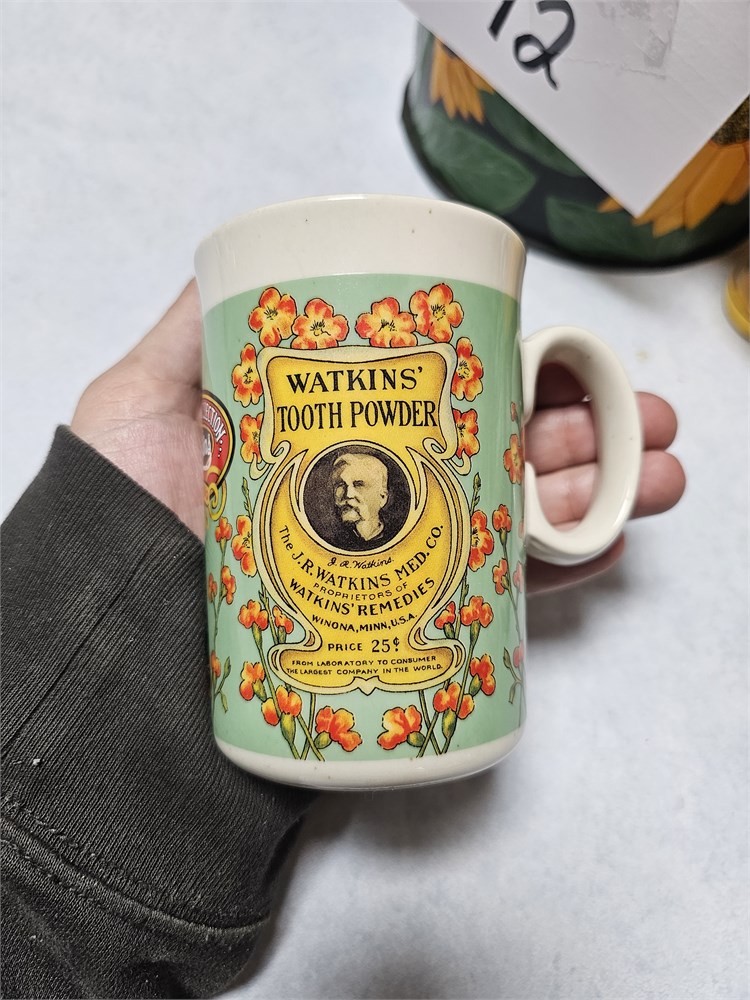 12
WATKINS'
TOOTH POWDER
J. R. Watkins
The J.R. WATKINS MED. CO.
PROPRIETORS OF
WATKINS' REMEDIES
WINONA, MINN, U.S.A.
PRICE 25¢
FROM LABORATORY TO CONSUMER
THE LARGEST COMPANY IN THE WORLD.